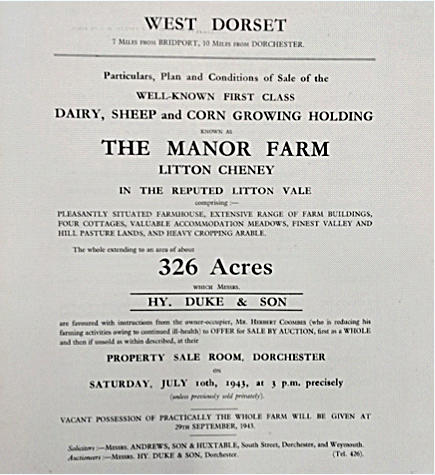 WEST DORSET
7 MILES FROM BRIDPORT, 10 MILES FROM DORCHESTER.
Particulars, Plan and Conditions of Sale of the
WELL-KNOWN FIRST CLASS
DAIRY, SHEEP and CORN GROWING HOLDING
KNOWN AS
THE MANOR FARM
LITTON CHENEY
IN THE REPUTED LITTON VALE
comprising :—
PLEASANTLY SITUATED FARMHOUSE, EXTENSIVE RANGE OF FARM BUILDINGS,
FOUR COTTAGES, VALUABLE ACCOMMODATION MEADOWS, FINEST VALLEY AND
HILL PASTURE LANDS, AND HEAVY CROPPING ARABLE.
The whole extending to an area of about
326 Acres
WHICH MESSRS.
HY. DUKE & SON
are favoured with instructions from the owner-occupier, MR. HERBERT COOMBES (who is reducing his
farming activities owing to continued ill-health) to OFFER for SALE BY AUCTION, first as a WHOLE
and then if unsold as within described, at their
PROPERTY SALE ROOM, DORCHESTER
ON
SATURDAY, JULY 10th, 1943, at 3 p.m. precisely
(unless previously sold privately).
VACANT POSSESSION OF PRACTICALLY THE WHOLE FARM WILL BE GIVEN AT
29TH SEPTEMBER, 1943.
Solicitors :—MESSRS. ANDREWS, SON & HUXTABLE, South Street, Dorchester, and Weymouth.
Auctioneers :—MESSRS. HY. DUKE & SON, Dorchester. (Tel. 426).